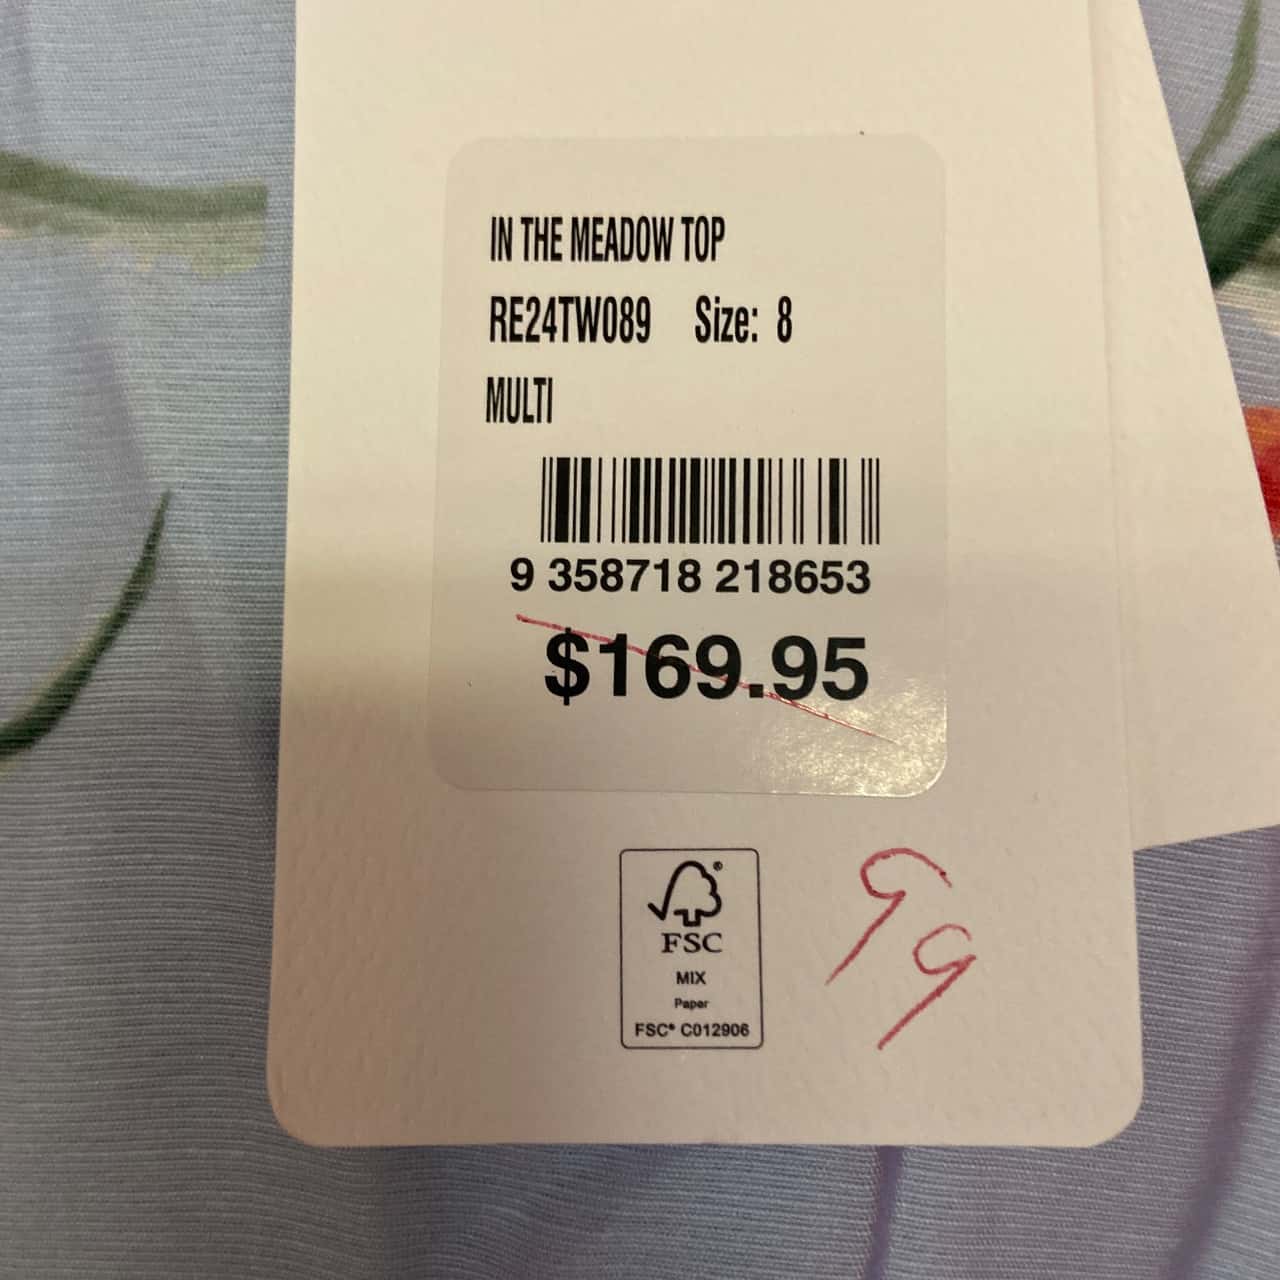 IN THE MEADOW TOP
RE24TW089 Size: 8
MULTI
9 358718 218653
$169.95
99
FSC®
MIX
Paper
FSC® C012906